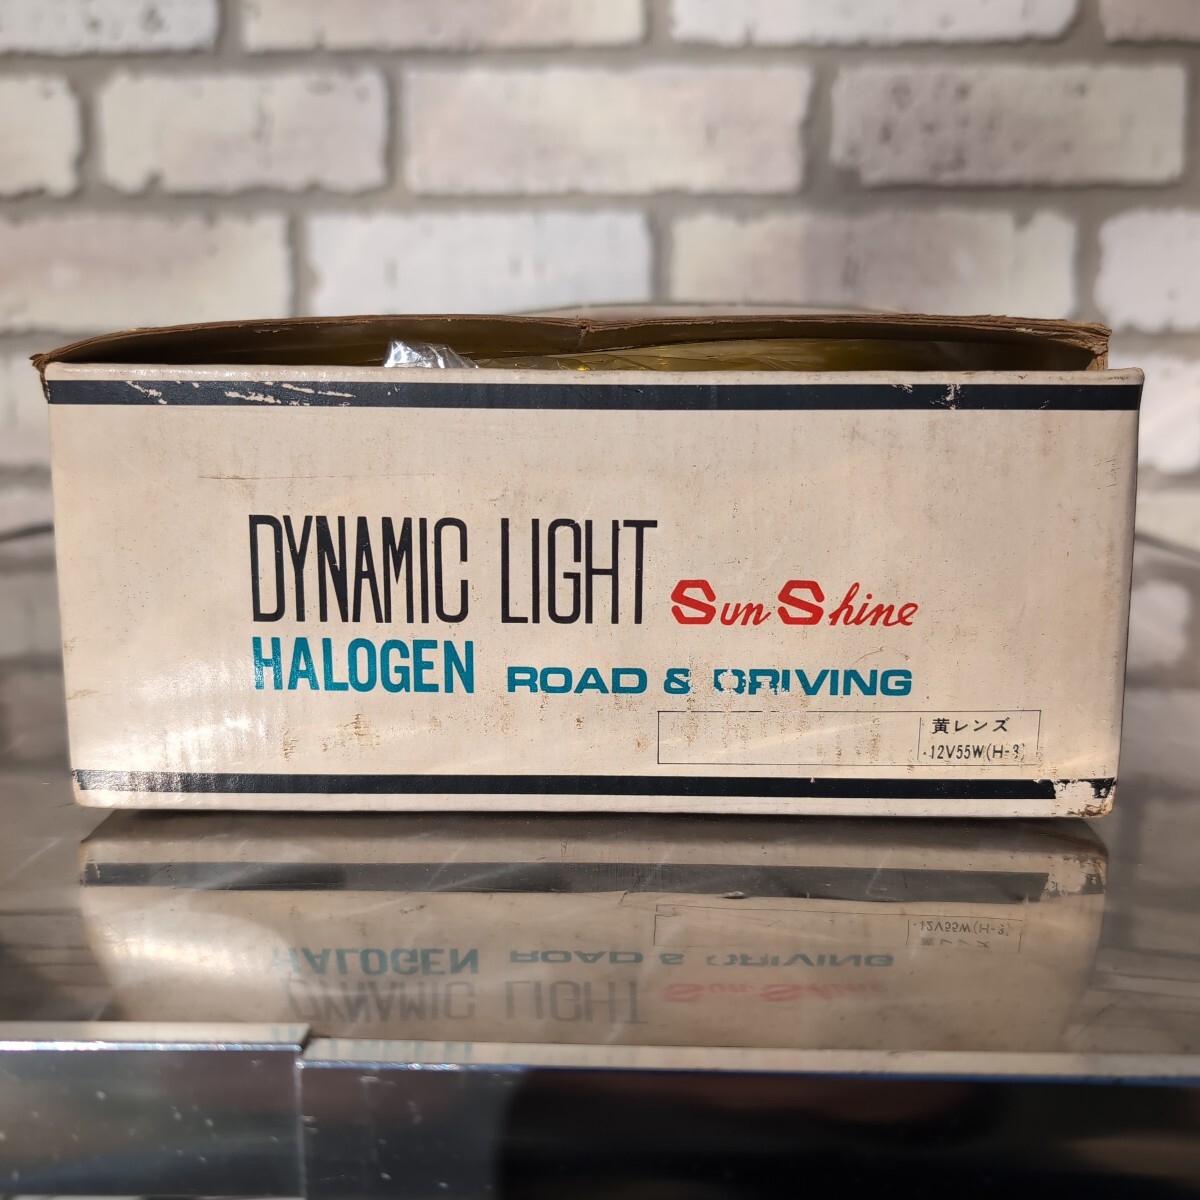 DYNAMIC LIGHT Sun Shine
HALOGEN ROAD & DRIVING
黄レンズ
12V55W(H-3)